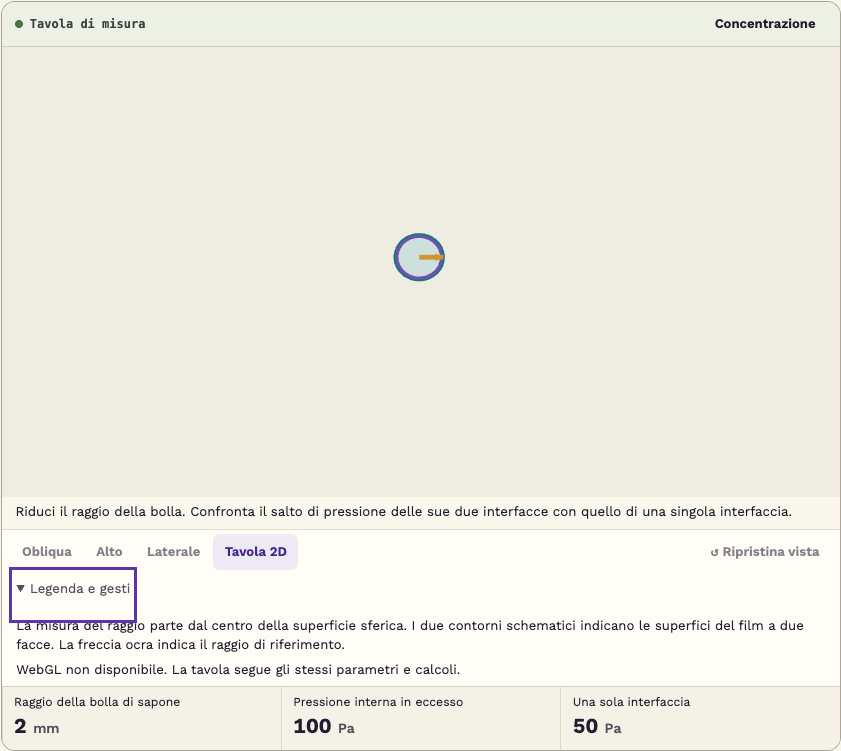 Tavola di misura
Concentrazione
Riduci il raggio della bolla. Confronta il salto di pressione delle sue due interfacce con quello di una singola interfaccia.
Obliqua Alto Laterale Tavola 2D ↺ Ripristina vista
▼ Legenda e gesti
La misura del raggio parte dal centro della superficie sferica. I due contorni schematici indicano le superfici del film a due
facce. La freccia ocra indica il raggio di riferimento.
WebGL non disponibile. La tavola segue gli stessi parametri e calcoli.
Raggio della bolla di sapone
2 mm
Pressione interna in eccesso
100 Pa
Una sola interfaccia
50 Pa